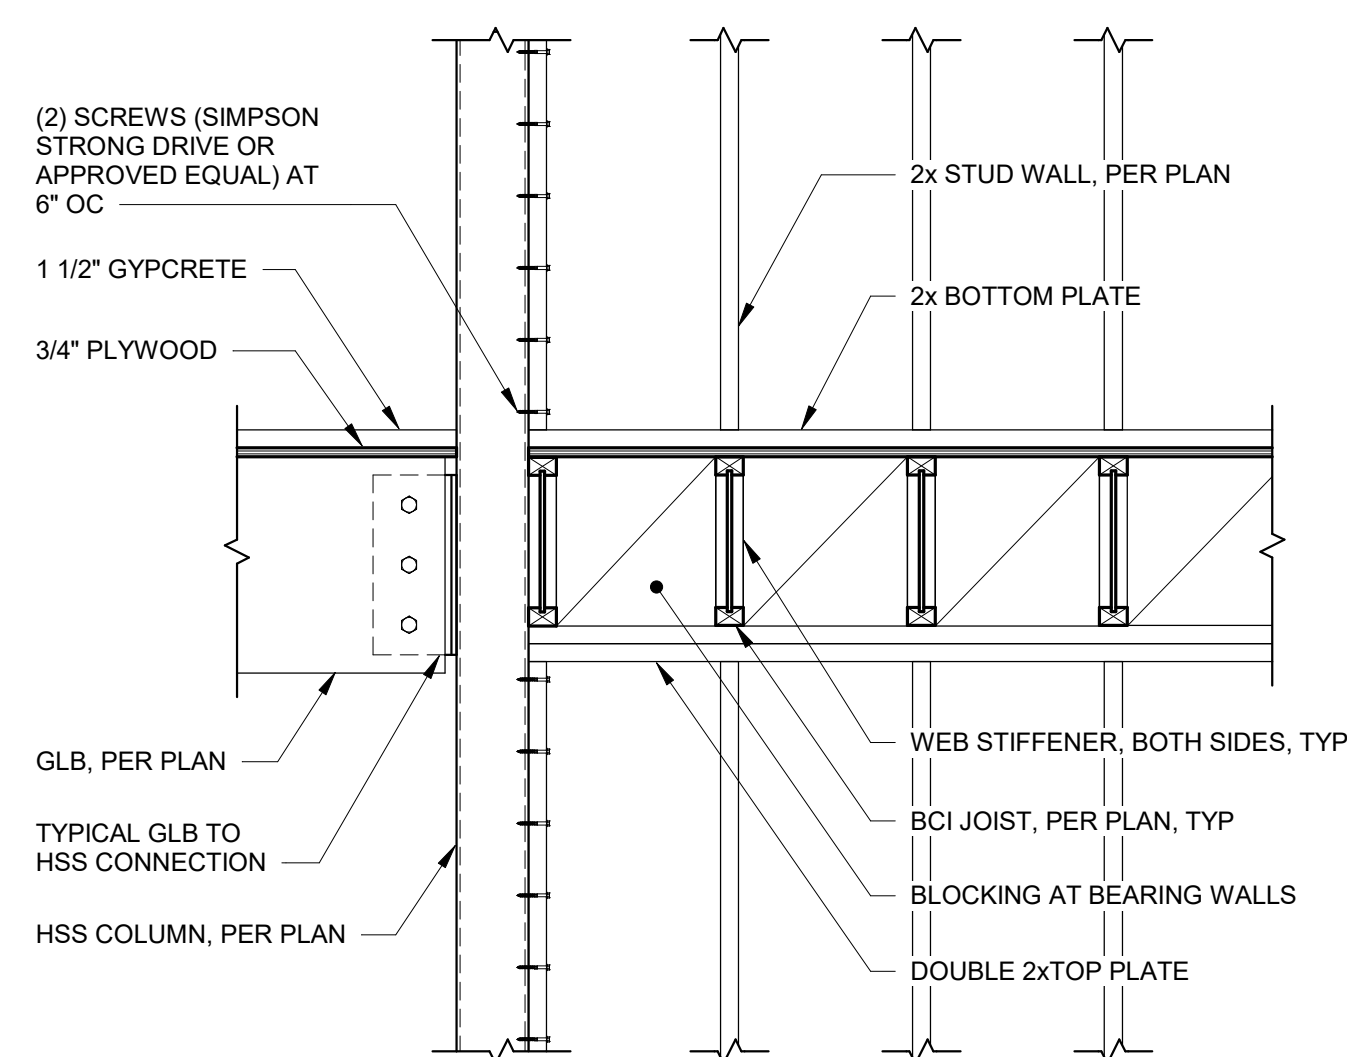 (2) SCREWS (SIMPSON
STRONG DRIVE OR
APPROVED EQUAL) AT
6" OC
1 1/2" GYPCRETE
3/4" PLYWOOD
GLB, PER PLAN
TYPICAL GLB TO
HSS CONNECTION
HSS COLUMN, PER PLAN
2x STUD WALL, PER PLAN
2x BOTTOM PLATE
WEB STIFFENER, BOTH SIDES, TYP
BCI JOIST, PER PLAN, TYP
BLOCKING AT BEARING WALLS
DOUBLE 2xTOP PLATE